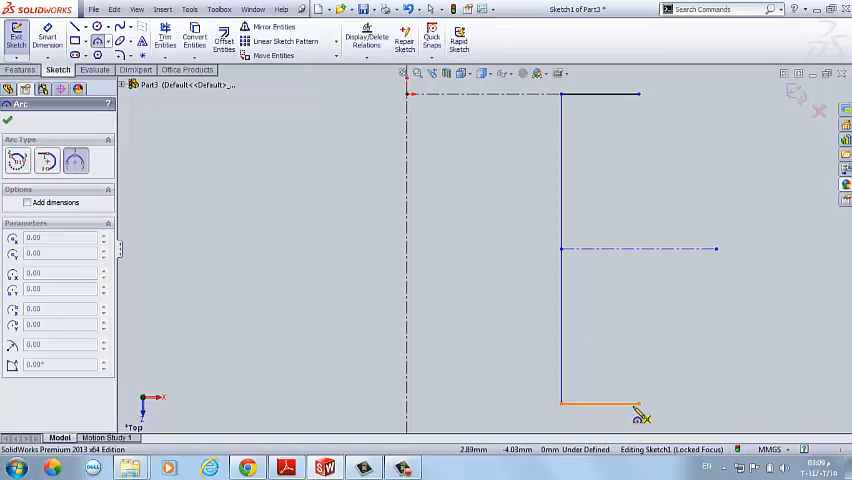 SOLIDWORKS
Sketch1 of Part3 *
Search Commands
File Edit View Insert Tools Toolbox Window Help
Exit Sketch
Smart Dimension
Trim Entities
Convert Entities
Offset Entities
Mirror Entities
Linear Sketch Pattern
Move Entities
Display/Delete Relations
Repair Sketch
Quick Snaps
Rapid Sketch
Features Sketch Evaluate DimXpert Office Products
Part3 (Default<<Default>_...
Arc ?
Arc Type
Options
Add dimensions
Parameters
0.00
0.00
0.00
0.00
0.00
0.00
0.00
0.00°
X
Z
*Top
Model Motion Study 1
SolidWorks Premium 2013 x64 Edition
2.89mm -4.03mm 0mm Under Defined Editing Sketch1 (Locked Focus) MMGS
EN
03:09 م